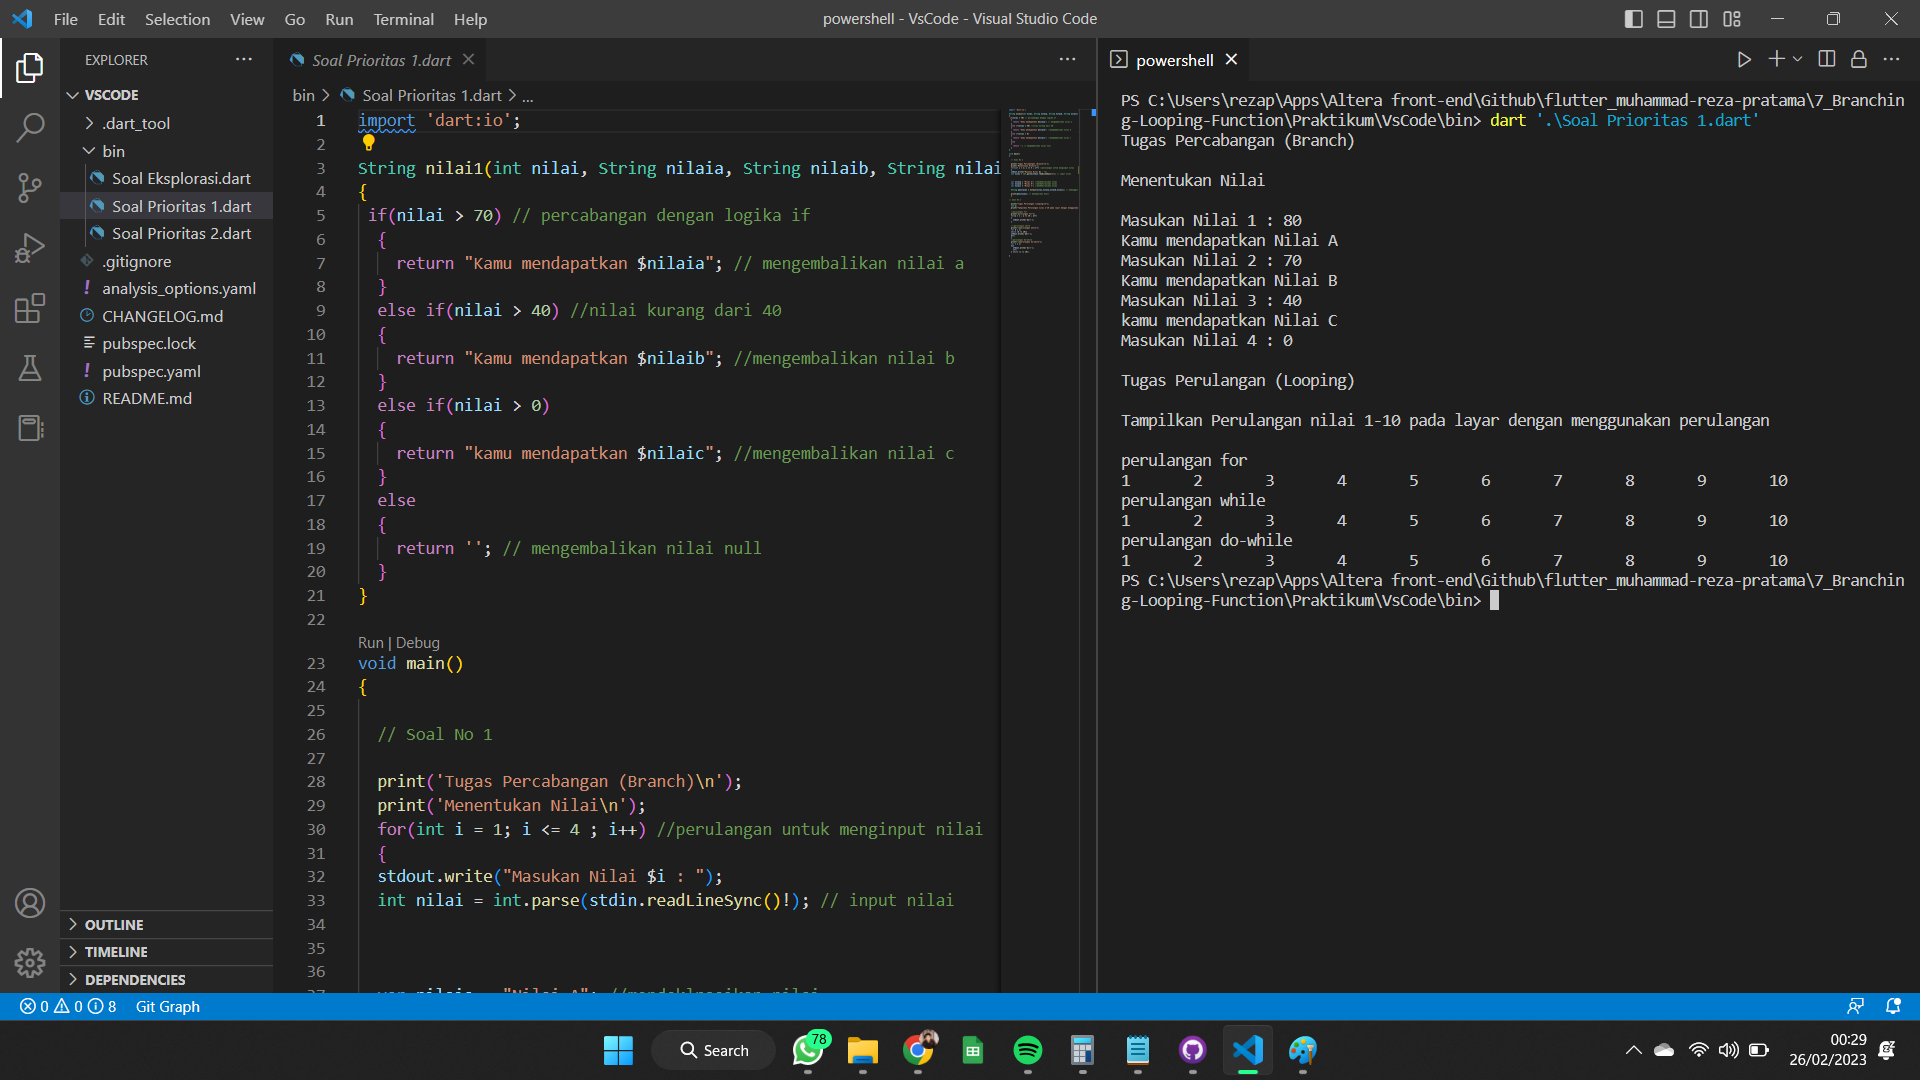 File Edit Selection View Go Run Terminal Help
powershell - VsCode - Visual Studio Code
EXPLORER
VSCODE
.dart_tool
bin
Soal Eksplorasi.dart
Soal Prioritas 1.dart
Soal Prioritas 2.dart
.gitignore
! analysis_options.yaml
CHANGELOG.md
pubspec.lock
! pubspec.yaml
README.md
OUTLINE
TIMELINE
DEPENDENCIES
Soal Prioritas 1.dart
bin > Soal Prioritas 1.dart > ...
1 import 'dart:io';
2
3 String nilai1(int nilai, String nilaia, String nilaib, String nilai
4 {
5 if(nilai > 70) // percabangan dengan logika if
6 {
7 return "Kamu mendapatkan $nilaia"; // mengembalikan nilai a
8 }
9 else if(nilai > 40) //nilai kurang dari 40
10 {
11 return "Kamu mendapatkan $nilaib"; //mengembalikan nilai b
12 }
13 else if(nilai > 0)
14 {
15 return "kamu mendapatkan $nilaic"; //mengembalikan nilai c
16 }
17 else
18 {
19 return ''; // mengembalikan nilai null
20 }
21 }
22
Run | Debug
23 void main()
24 {
25
26 // Soal No 1
27
28 print('Tugas Percabangan (Branch)\n');
29 print('Menentukan Nilai\n');
30 for(int i = 1; i <= 4 ; i++) //perulangan untuk menginput nilai
31 {
32 stdout.write("Masukan Nilai $i : ");
33 int nilai = int.parse(stdin.readLineSync()!); // input nilai
34
35
36
powershell
PS C:\Users\rezap\Apps\Altera front-end\Github\flutter_muhammad-reza-pratama\7_Branchin
g-Looping-Function\Praktikum\VsCode\bin> dart '.\Soal Prioritas 1.dart'
Tugas Percabangan (Branch)
Menentukan Nilai
Masukan Nilai 1 : 80
Kamu mendapatkan Nilai A
Masukan Nilai 2 : 70
Kamu mendapatkan Nilai B
Masukan Nilai 3 : 40
kamu mendapatkan Nilai C
Masukan Nilai 4 : 0
Tugas Perulangan (Looping)
Tampilkan Perulangan nilai 1-10 pada layar dengan menggunakan perulangan
perulangan for
1 2 3 4 5 6 7 8 9 10
perulangan while
1 2 3 4 5 6 7 8 9 10
perulangan do-while
1 2 3 4 5 6 7 8 9 10
PS C:\Users\rezap\Apps\Altera front-end\Github\flutter_muhammad-reza-pratama\7_Branchin
g-Looping-Function\Praktikum\VsCode\bin>
0 0 8 Git Graph
Search
78
00:29
26/02/2023